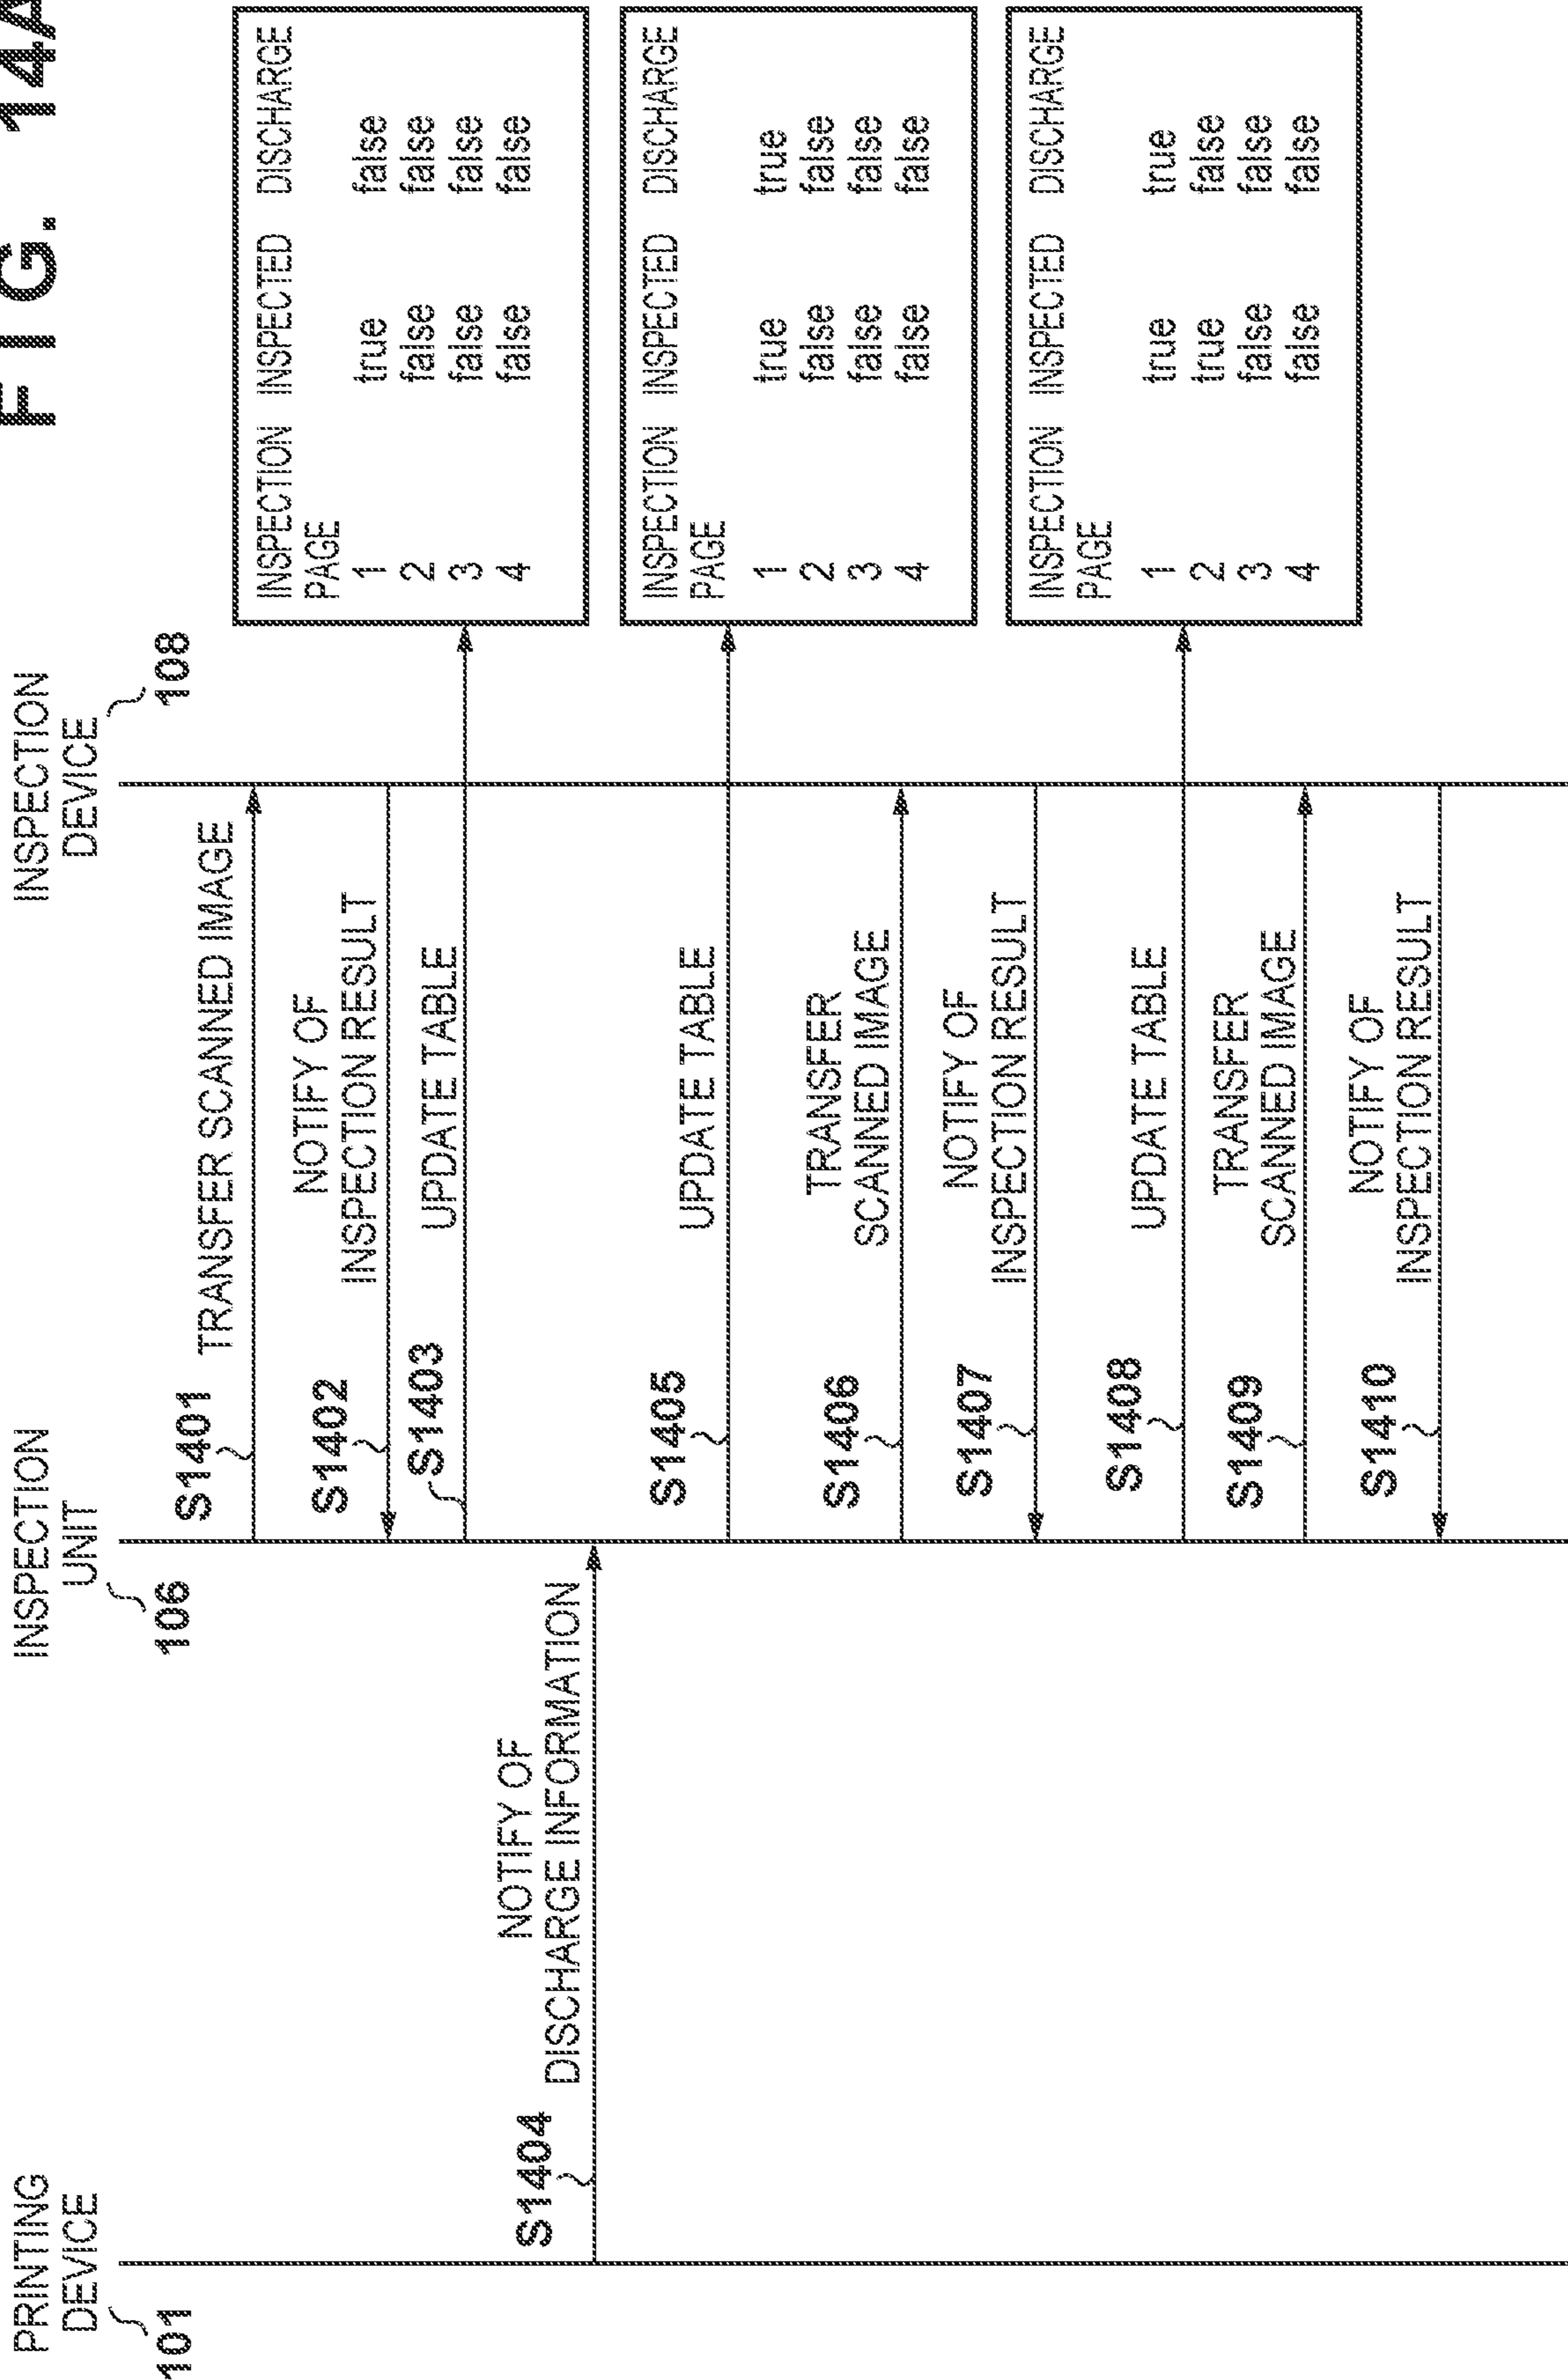 FIG. 14A
PRINTING
DEVICE
101
INSPECTION
UNIT
106
INSPECTION
DEVICE
108
S1401
TRANSFER SCANNED IMAGE
S1402
NOTIFY OF
INSPECTION RESULT
S1403
UPDATE TABLE
INSPECTION INSPECTED DISCHARGE
PAGE
1 true false
2 false false
3 false false
4 false false
S1404
NOTIFY OF
DISCHARGE INFORMATION
S1405
UPDATE TABLE
INSPECTION INSPECTED DISCHARGE
PAGE
1 true true
2 false false
3 false false
4 false false
S1406
TRANSFER
SCANNED IMAGE
S1407
NOTIFY OF
INSPECTION RESULT
S1408
UPDATE TABLE
INSPECTION INSPECTED DISCHARGE
PAGE
1 true true
2 true false
3 false false
4 false false
S1409
TRANSFER
SCANNED IMAGE
S1410
NOTIFY OF
INSPECTION RESULT